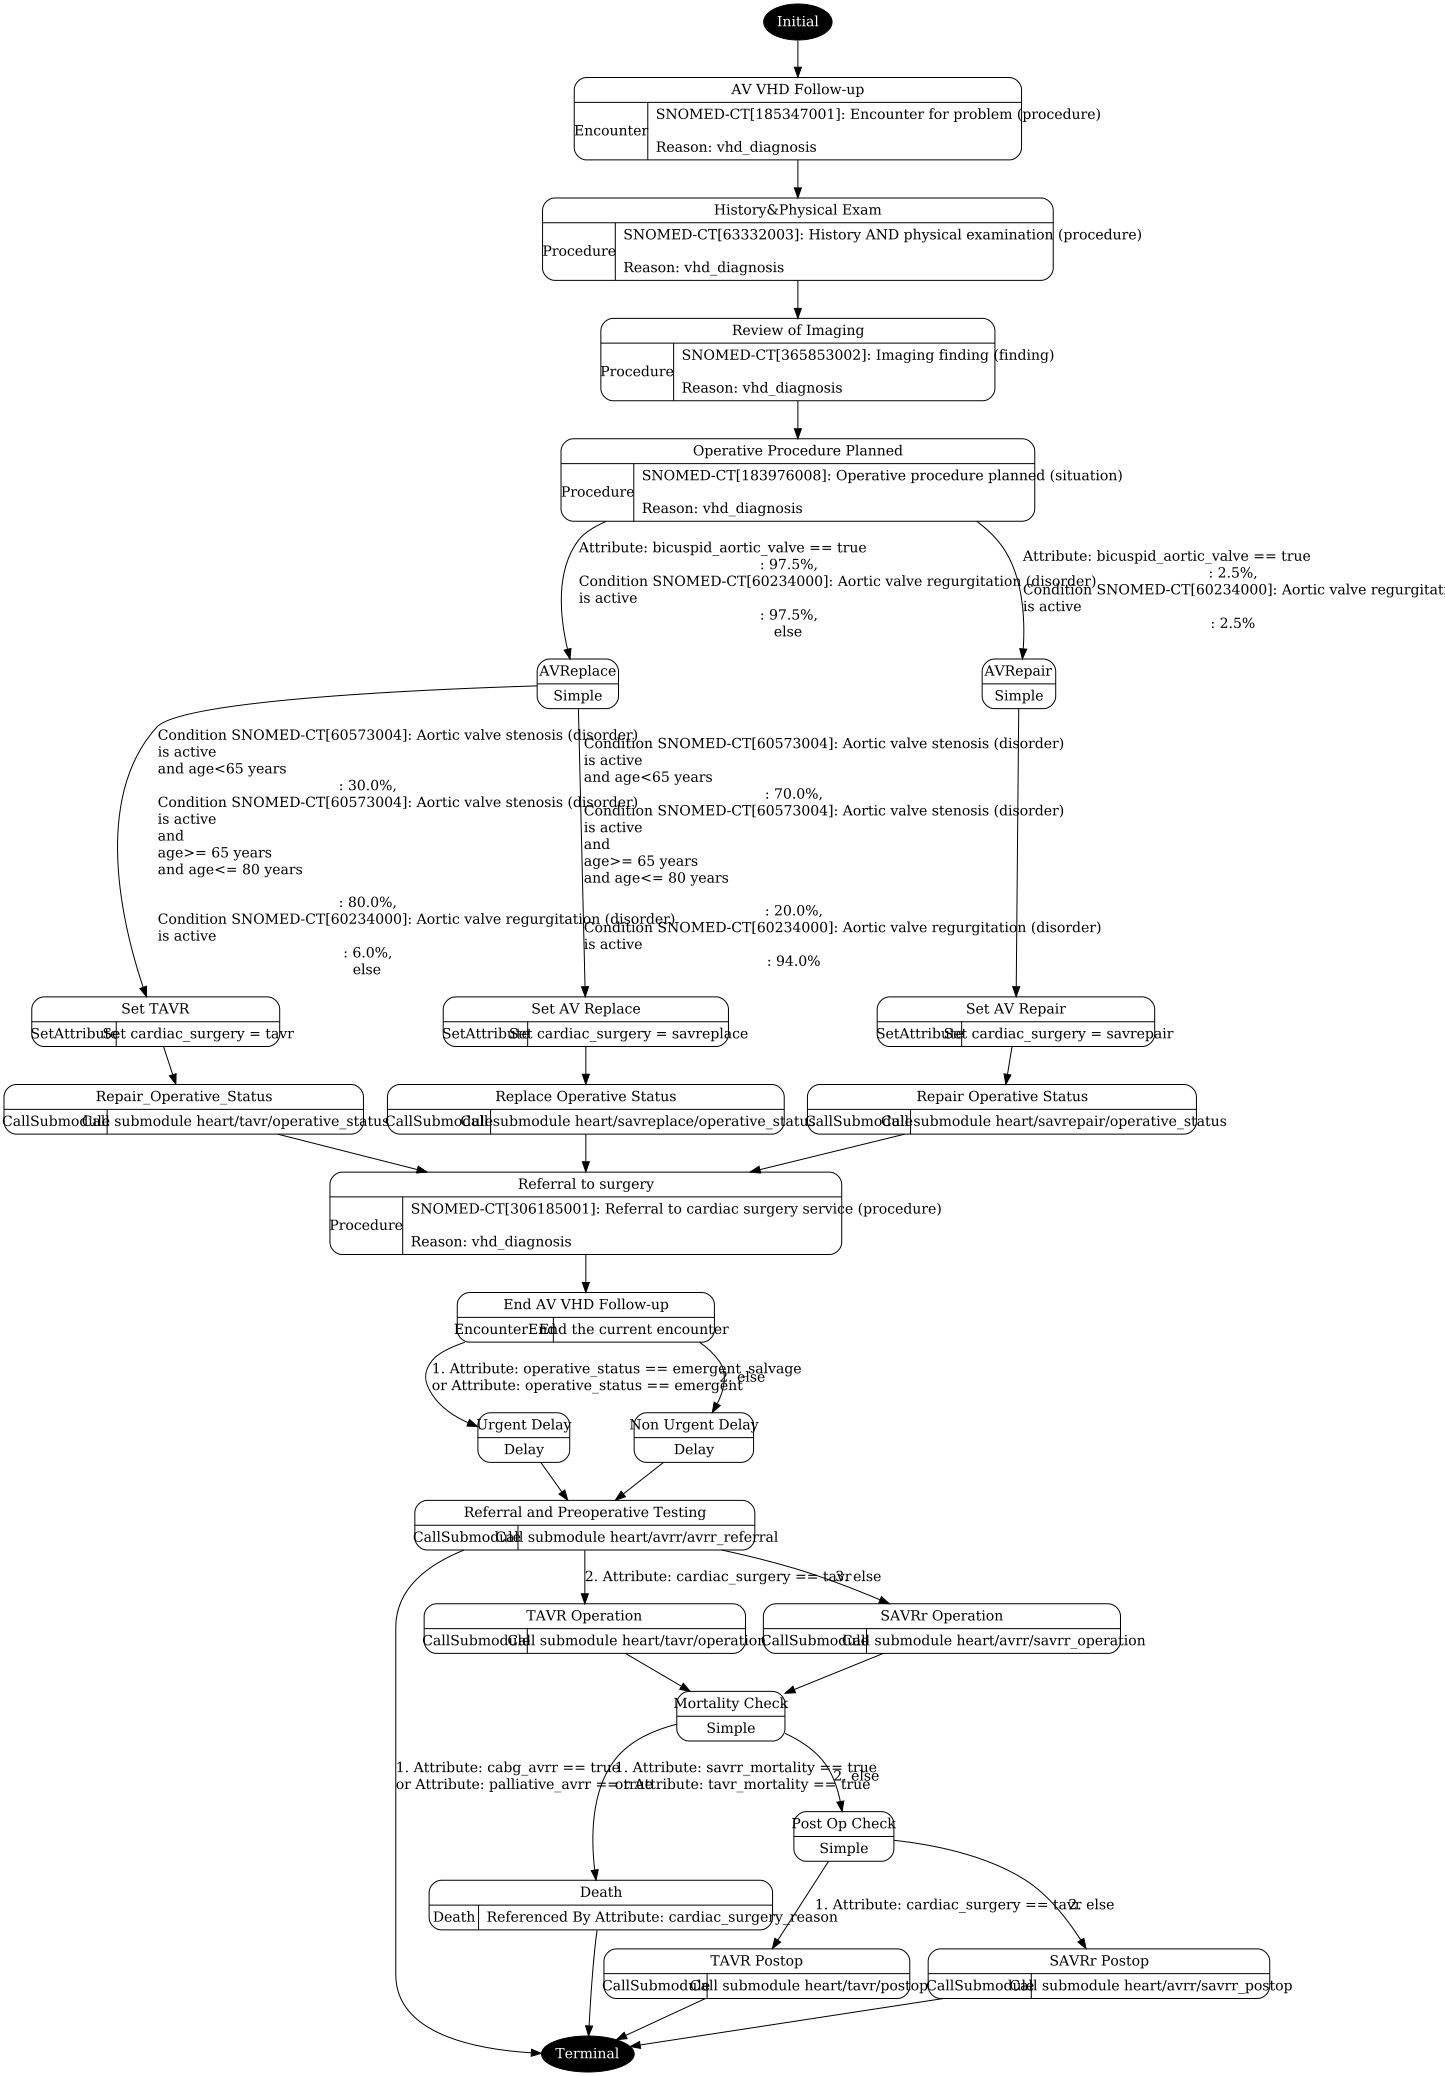 Initial
AV VHD Follow-up
Encounter
SNOMED-CT[185347001]: Encounter for problem (procedure)
Reason: vhd_diagnosis
History&Physical Exam
Procedure
SNOMED-CT[63332003]: History AND physical examination (procedure)
Reason: vhd_diagnosis
Review of Imaging
Procedure
SNOMED-CT[365853002]: Imaging finding (finding)
Reason: vhd_diagnosis
Operative Procedure Planned
Procedure
SNOMED-CT[183976008]: Operative procedure planned (situation)
Reason: vhd_diagnosis
Attribute: bicuspid_aortic_valve == true
: 97.5%,
Condition SNOMED-CT[60234000]: Aortic valve regurgitation (disorder)
is active
: 97.5%,
else
Attribute: bicuspid_aortic_valve == true
: 2.5%,
Condition SNOMED-CT[60234000]: Aortic valve
is active
: 2.5%
AVReplace
Simple
AVRepair
Simple
Condition SNOMED-CT[60573004]: Aortic valve stenosis (disorder)
is active
and age<65 years
: 30.0%,
Condition SNOMED-CT[60573004]: Aortic valve stenosis (disorder)
is active
and
age>= 65 years
and age<= 80 years
: 80.0%,
Condition SNOMED-CT[60234000]: Aortic valve regurgitation (disorder)
is active
: 6.0%,
else
Condition SNOMED-CT[60573004]: Aortic valve stenosis (disorder)
is active
and age<65 years
: 70.0%,
Condition SNOMED-CT[60573004]: Aortic valve stenosis (disorder)
is active
and
age>= 65 years
and age<= 80 years
: 20.0%,
Condition SNOMED-CT[60234000]: Aortic valve regurgitation (disorder)
is active
: 94.0%
Set TAVR
SetAttribute
Set cardiac_surgery = tavr
Set AV Replace
SetAttribute
Set cardiac_surgery = savreplace
Set AV Repair
SetAttribute
Set cardiac_surgery = savrepair
Repair_Operative_Status
CallSubmodule
Call submodule heart/tavr/operative_status
Replace Operative Status
CallSubmodule
Call submodule heart/savreplace/operative_status
Repair Operative Status
CallSubmodule
Call submodule heart/savrepair/operative_status
Referral to surgery
Procedure
SNOMED-CT[306185001]: Referral to cardiac surgery service (procedure)
Reason: vhd_diagnosis
End AV VHD Follow-up
EncounterEnd
End the current encounter
1. Attribute: operative_status == emergent_salvage
or Attribute: operative_status == emergent
2. else
Urgent Delay
Delay
Non Urgent Delay
Delay
Referral and Preoperative Testing
CallSubmodule
Call submodule heart/avrr/avrr_referral
2. Attribute: cardiac_surgery == tavr
3. else
TAVR Operation
CallSubmodule
Call submodule heart/tavr/operation
SAVRr Operation
CallSubmodule
Call submodule heart/avrr/savrr_operation
Mortality Check
Simple
1. Attribute: cabg_avrr == true
or Attribute: palliative_avrr == true
1. Attribute: savrr_mortality == true
or Attribute: tavr_mortality == true
2. else
Post Op Check
Simple
Death
Death
Referenced By Attribute: cardiac_surgery_reason
1. Attribute: cardiac_surgery == tavr
2. else
TAVR Postop
CallSubmodule
Call submodule heart/tavr/postop
SAVRr Postop
CallSubmodule
Call submodule heart/avrr/savrr_postop
Terminal